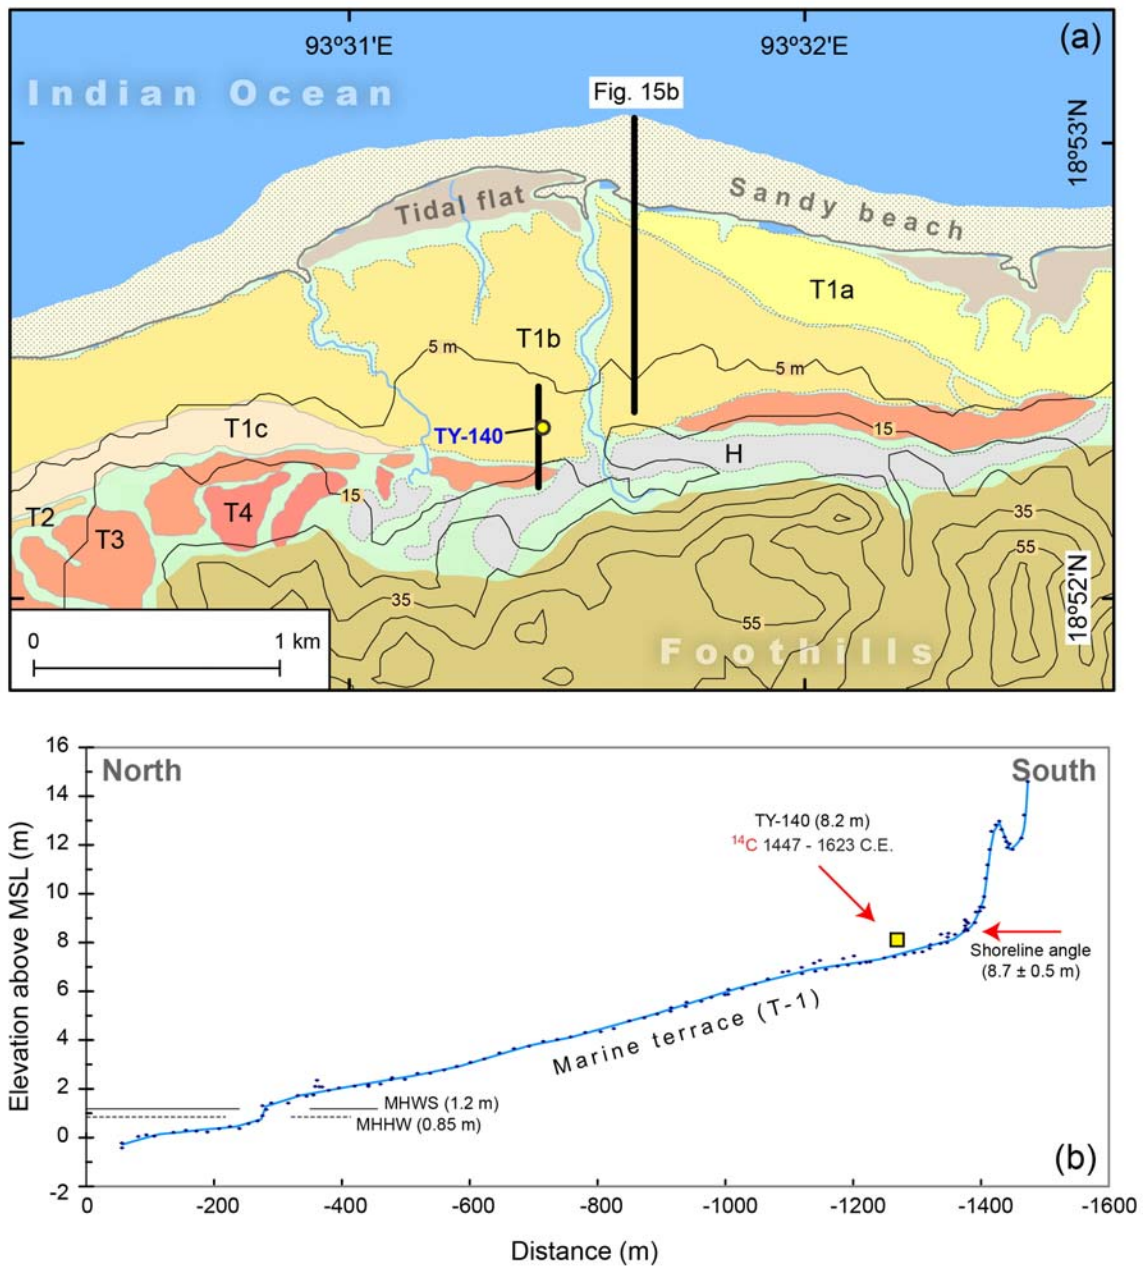 (a)
93º31'E
93º32'E
Indian Ocean
Fig. 15b
18º53'N
Tidal flat
Sandy beach
T1a
T1b
5 m
5 m
T1c
TY-140
15
H
15
T2
T3
T4
35
35
55
55
18º52'N
Foothills
0
1 km
16
14
12
10
8
6
4
2
0
-2
Elevation above MSL (m)
North
South
TY-140 (8.2 m)
14C 1447 - 1623 C.E.
Shoreline angle
(8.7 ± 0.5 m)
Marine terrace (T-1)
MHWS (1.2 m)
MHHW (0.85 m)
(b)
0 -200 -400 -600 -800 -1000 -1200 -1400 -1600
Distance (m)